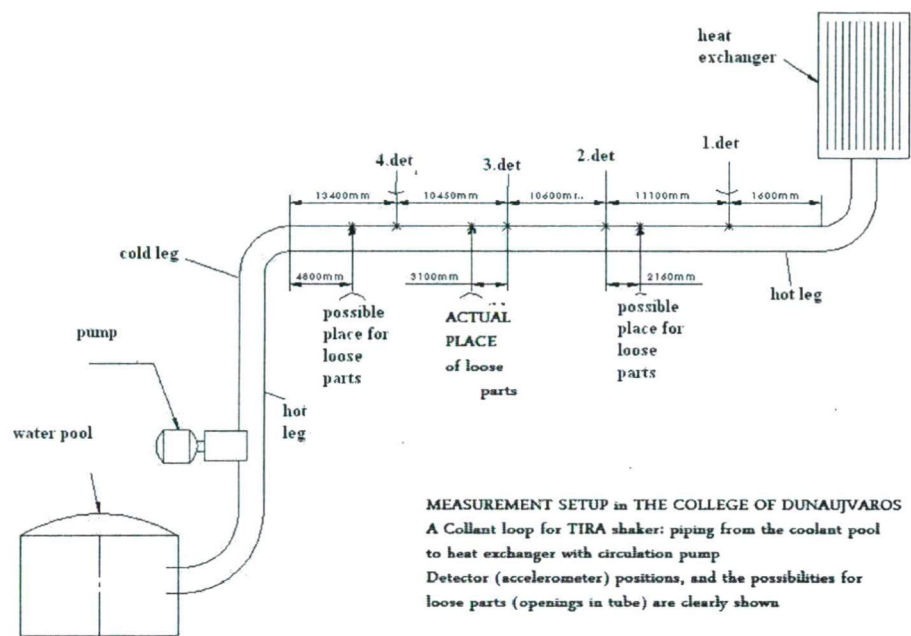 heat
exchanger
4.det
3.det
2.det
1.det
13400mm
10450mm
10600m
11100mm
1600mm
cold leg
4800mm
3100mm
2160mm
hot leg
possible
place for
loose
parts
ACTUAL
PLACE
of loose
parts
possible
place for
loose
parts
pump
hot
leg
water pool
MEASUREMENT SETUP in THE COLLEGE OF DUNAUJVAROS
A Collant loop for TIRA shaker: piping from the coolant pool
to heat exchanger with circulation pump
Detector (accelerometer) positions, and the possibilities for
loose parts (openings in tube) are clearly shown